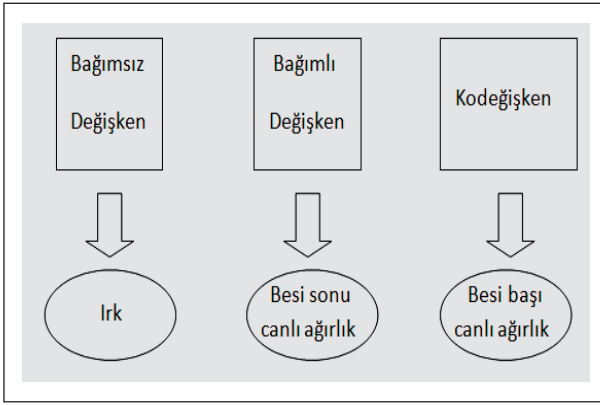 Bağımsız
Değişken
Bağımlı
Değişken
Kodeğişken
Irk
Besi sonu
canlı ağırlık
Besi başı
canlı ağırlık